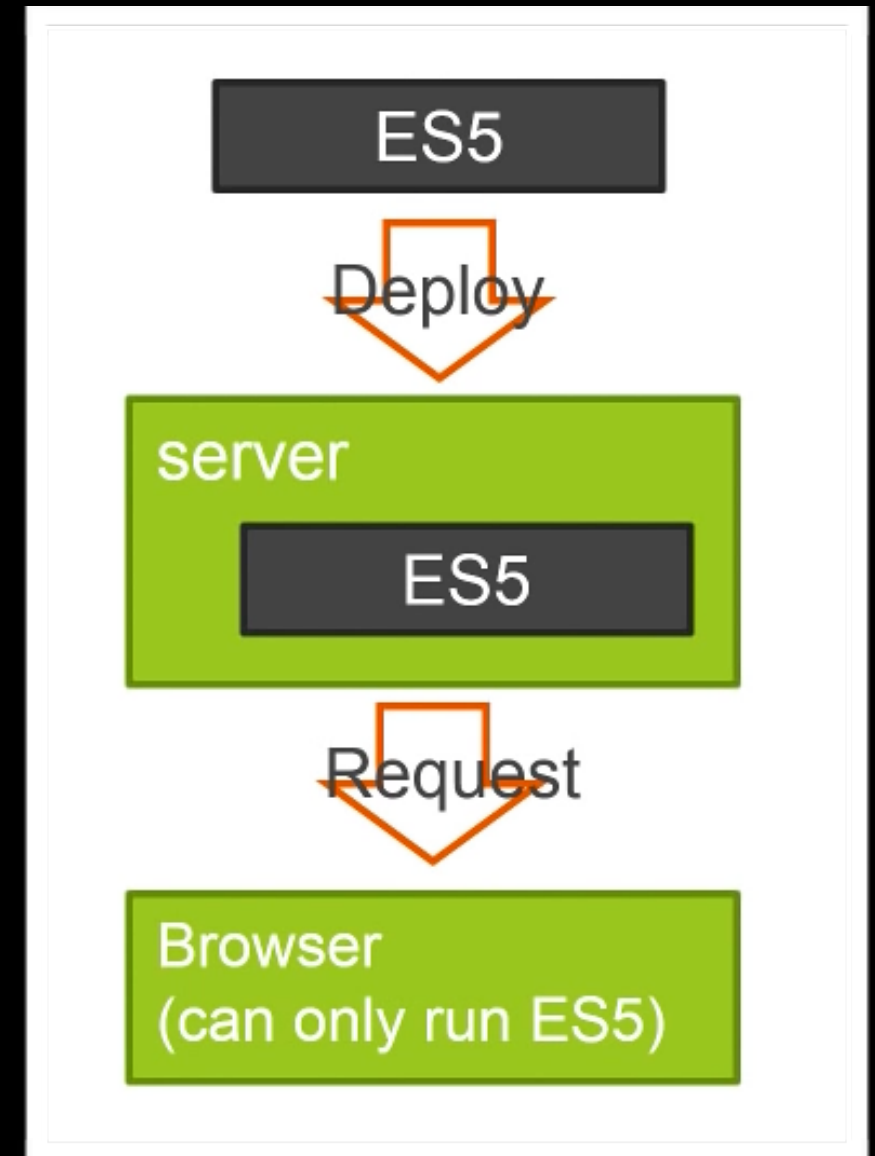 ES5
Deploy
server
ES5
Request
Browser
(can only run ES5)